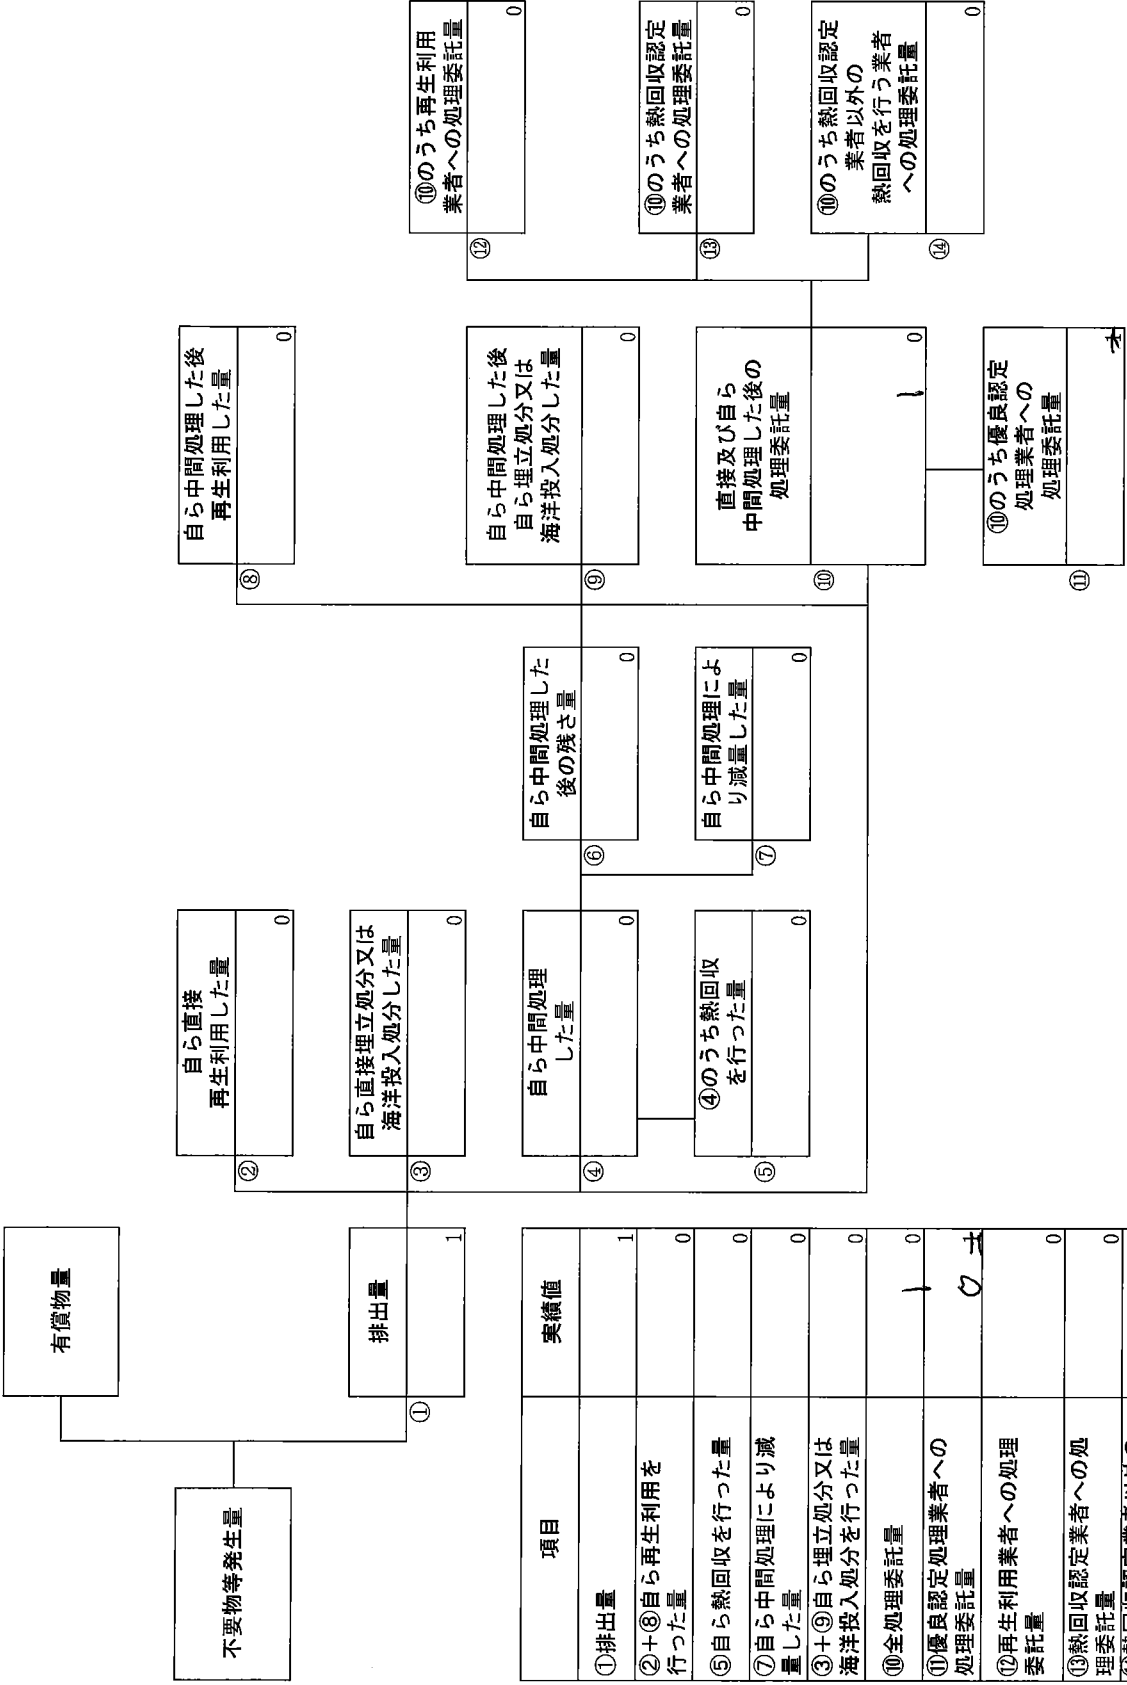 不要物等発生量
有償物量
①
排出量
1
②
自ら直接
再生利用した量
0
③
自ら直接埋立処分又は
海洋投入処分した量
0
④
自ら中間処理
した量
0
⑤
④のうち熱回収
を行った量
0
⑥
自ら中間処理した
後の残さ量
0
⑦
自ら中間処理によ
り減量した量
0
⑧
自ら中間処理した後
再生利用した量
0
⑨
自ら中間処理した後
自ら埋立処分又は
海洋投入処分した量
0
⑩
直接及び自ら
中間処理した後の
処理委託量
1 0
⑪
⑩のうち優良認定
処理業者への
処理委託量
⑫
⑩のうち再生利用
業者への処理委託量
0
⑬
⑩のうち熱回収認定
業者への処理委託量
0
⑭
⑩のうち熱回収認定
業者以外の
熱回収を行う業者
への処理委託量
0
項目 実績値
①排出量 1
②+⑧自ら再生利用を
行った量 0
⑤自ら熱回収を行った量 0
⑦自ら中間処理により減
量した量 0
③+⑨自ら埋立処分又は
海洋投入処分を行った量 0
⑩全処理委託量 1 0
⑪優良認定処理業者への
処理委託量 0
⑫再生利用業者への処理
委託量 0
⑬熱回収認定業者への処
理委託量 0